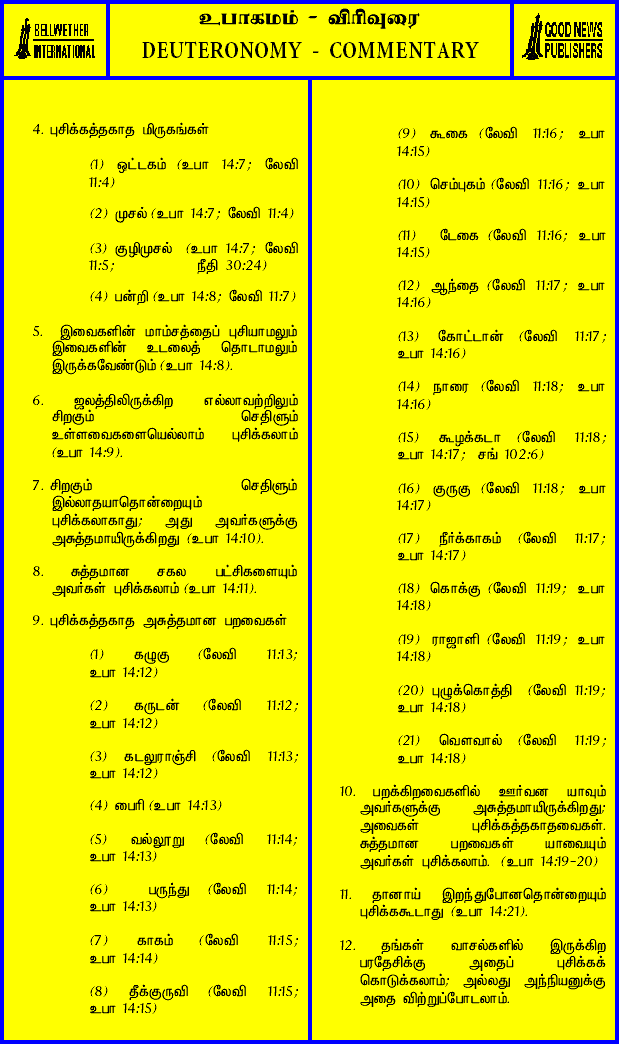 BELLWETHER
INTERNATIONAL
உபாகமம் - விரிவுரை
DEUTERONOMY - COMMENTARY
GOOD NEWS
PUBLISHERS
4. புசிக்கத்தகாத மிருகங்கள்
(1) ஒட்டகம் (உபா 14:7; லேவி
11:4)
(2) முசல் (உபா 14:7; லேவி 11:4)
(3) குழிமுசல் (உபா 14:7; லேவி
11:5; நீதி 30:24)
(4) பன்றி (உபா 14:8; லேவி 11:7)
5. இவைகளின் மாம்சத்தைப் புசியாமலும்
இவைகளின் உடலைத் தொடாமலும்
இருக்கவேண்டும் (உபா 14:8).
6. ஜலத்திலிருக்கிற எல்லாவற்றிலும்
சிறகும் செதிளும்
உள்ளவைகளையெல்லாம் புசிக்கலாம்
(உபா 14:9).
7. சிறகும் செதிளும்
இல்லாதயாதொன்றையும்
புசிக்கலாகாது; அது அவர்களுக்கு
அசுத்தமாயிருக்கிறது (உபா 14:10).
8. சுத்தமான சகல பட்சிகளையும்
அவர்கள் புசிக்கலாம் (உபா 14:11).
9. புசிக்கத்தகாத அசுத்தமான பறவைகள்
(1) கழுகு (லேவி 11:13;
உபா 14:12)
(2) கருடன் (லேவி 11:12;
உபா 14:12)
(3) கடலுராஞ்சி (லேவி 11:13;
உபா 14:12)
(4) பைரி (உபா 14:13)
(5) வல்லூறு (லேவி 11:14;
உபா 14:13)
(6) பருந்து (லேவி 11:14;
உபா 14:13)
(7) காகம் (லேவி 11:15;
உபா 14:14)
(8) தீக்குருவி (லேவி 11:15;
உபா 14:15)
(9) கூகை (லேவி 11:16; உபா
14:15)
(10) செம்புகம் (லேவி 11:16; உபா
14:15)
(11) டேகை (லேவி 11:16; உபா
14:15)
(12) ஆந்தை (லேவி 11:17; உபா
14:16)
(13) கோட்டான் (லேவி 11:17;
உபா 14:16)
(14) நாரை (லேவி 11:18; உபா
14:16)
(15) கூழக்கடா (லேவி 11:18;
உபா 14:17; சங் 102:6)
(16) குருகு (லேவி 11:18; உபா
14:17)
(17) நீர்க்காகம் (லேவி 11:17;
உபா 14:17)
(18) கொக்கு (லேவி 11:19; உபா
14:18)
(19) ராஜாளி (லேவி 11:19; உபா
14:18)
(20) புழுக்கொத்தி (லேவி 11:19;
உபா 14:18)
(21) வௌவால் (லேவி 11:19;
உபா 14:18)
10. பறக்கிறவைகளில் ஊர்வன யாவும்
அவர்களுக்கு அசுத்தமாயிருக்கிறது;
அவைகள் புசிக்கத்தகாதவைகள்.
சுத்தமான பறவைகள் யாவையும்
அவர்கள் புசிக்கலாம். (உபா 14:19-20)
11. தானாய் இறந்துபோனதொன்றையும்
புசிக்ககூடாது (உபா 14:21).
12. தங்கள் வாசல்களில் இருக்கிற
பரதேசிக்கு அதைப் புசிக்கக்
கொடுக்கலாம்; அல்லது அந்நியனுக்கு
அதை விற்றுப்போடலாம்.